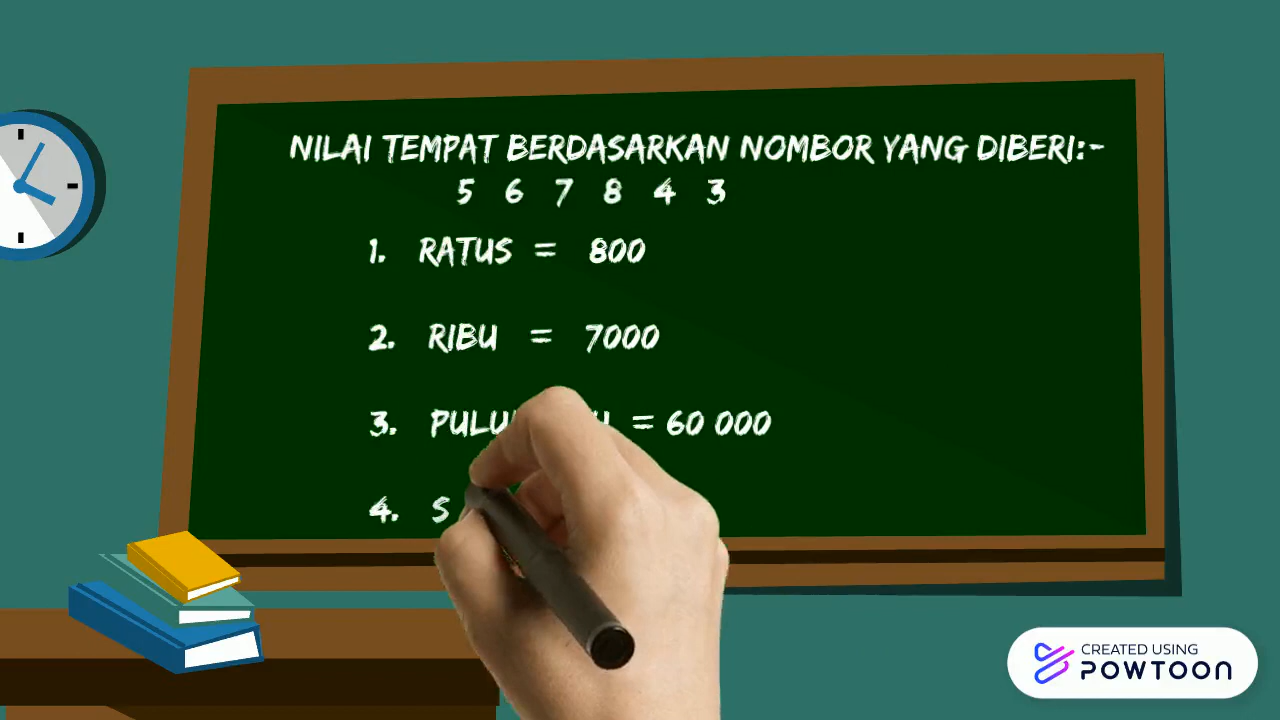 NILAI TEMPAT BERDASARKAN NOMBOR YANG DIBERI:-
5 6 7 8 4 3
1. RATUS = 800
2. RIBU = 7000
3. = 60 000
4. S
CREATED USING
POWTOON